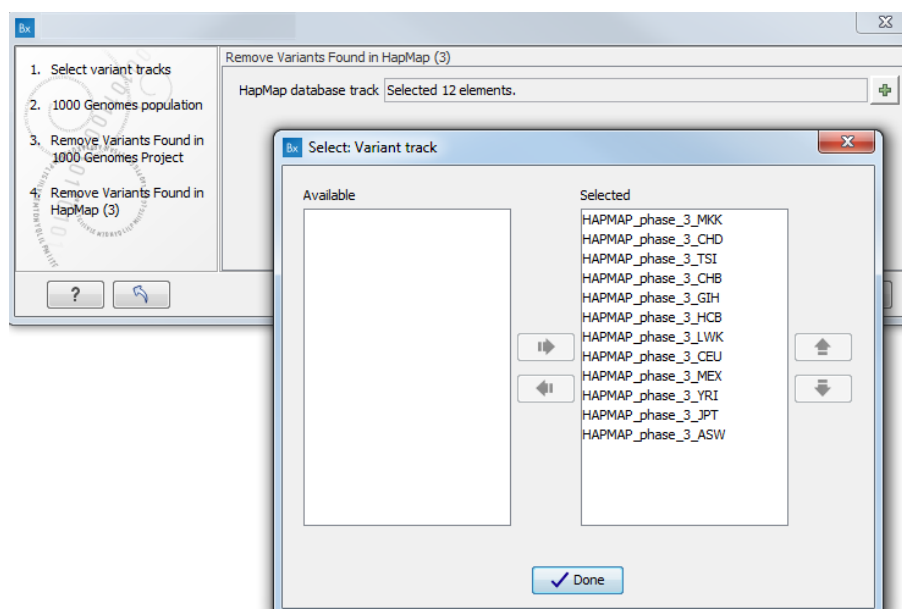 Bx
1. Select variant tracks
2. 1000 Genomes population
3. Remove Variants Found in
1000 Genomes Project
4. Remove Variants Found in
HapMap (3)
?
Remove Variants Found in HapMap (3)
HapMap database track Selected 12 elements.
Bx Select: Variant track
Available
Selected
HAPMAP_phase_3_MKK
HAPMAP_phase_3_CHD
HAPMAP_phase_3_TSI
HAPMAP_phase_3_CHB
HAPMAP_phase_3_GIH
HAPMAP_phase_3_HCB
HAPMAP_phase_3_LWK
HAPMAP_phase_3_CEU
HAPMAP_phase_3_MEX
HAPMAP_phase_3_YRI
HAPMAP_phase_3_JPT
HAPMAP_phase_3_ASW
Done